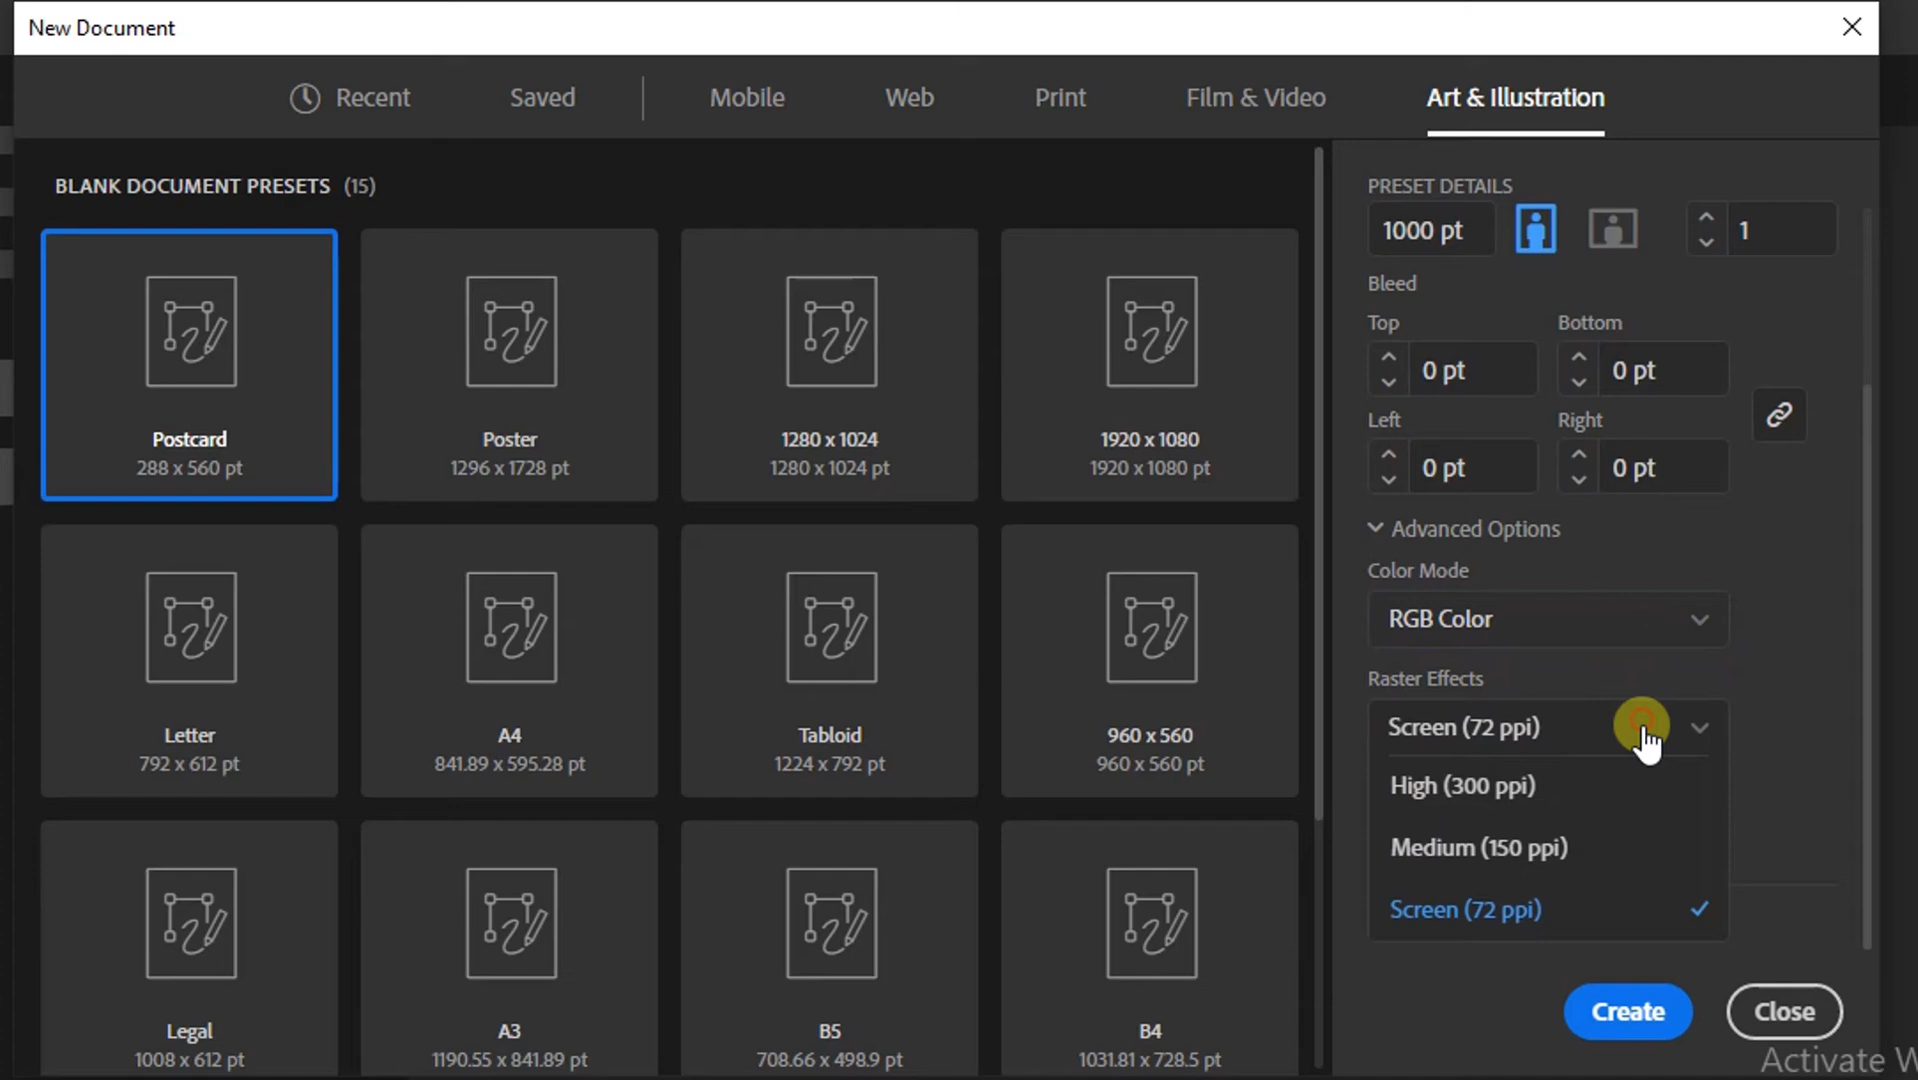 New Document
Recent
Saved
Mobile
Web
Print
Film & Video
Art & Illustration
BLANK DOCUMENT PRESETS (15)
Postcard
288 x 560 pt
Poster
1296 x 1728 pt
1280 x 1024
1280 x 1024 pt
1920 x 1080
1920 x 1080 pt
Letter
792 x 612 pt
A4
841.89 x 595.28 pt
Tabloid
1224 x 792 pt
960 x 560
960 x 560 pt
Legal
1008 x 612 pt
A3
1190.55 x 841.89 pt
B5
708.66 x 498.9 pt
B4
1031.81 x 728.5 pt
PRESET DETAILS
1000 pt
1
Bleed
Top
Bottom
0 pt
0 pt
Left
Right
0 pt
0 pt
Advanced Options
Color Mode
RGB Color
Raster Effects
Screen (72 ppi)
High (300 ppi)
Medium (150 ppi)
Screen (72 ppi)
Create
Close
Activate W